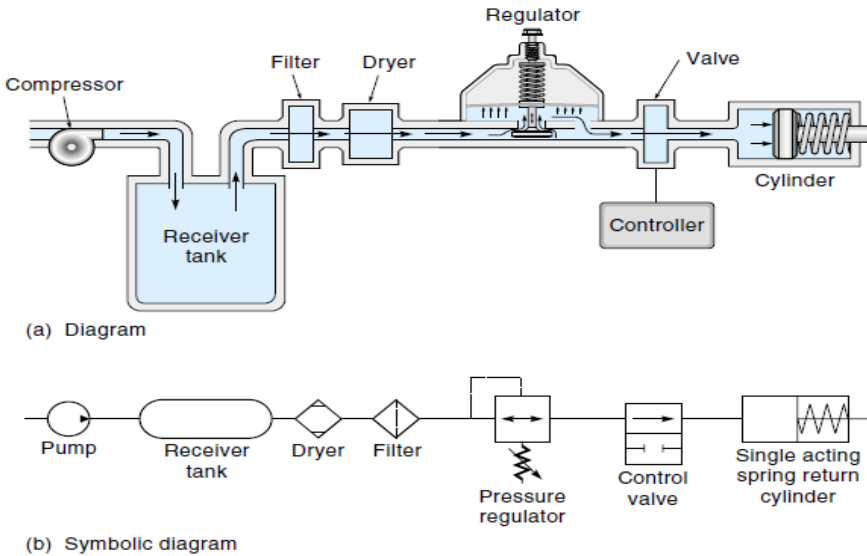 Regulator
Filter
Dryer
Valve
Compressor
Receiver
tank
Cylinder
Controller
(a) Diagram
Pump
Receiver
tank
Dryer
Filter
Pressure
regulator
Control
valve
Single acting
spring return
cylinder
(b) Symbolic diagram